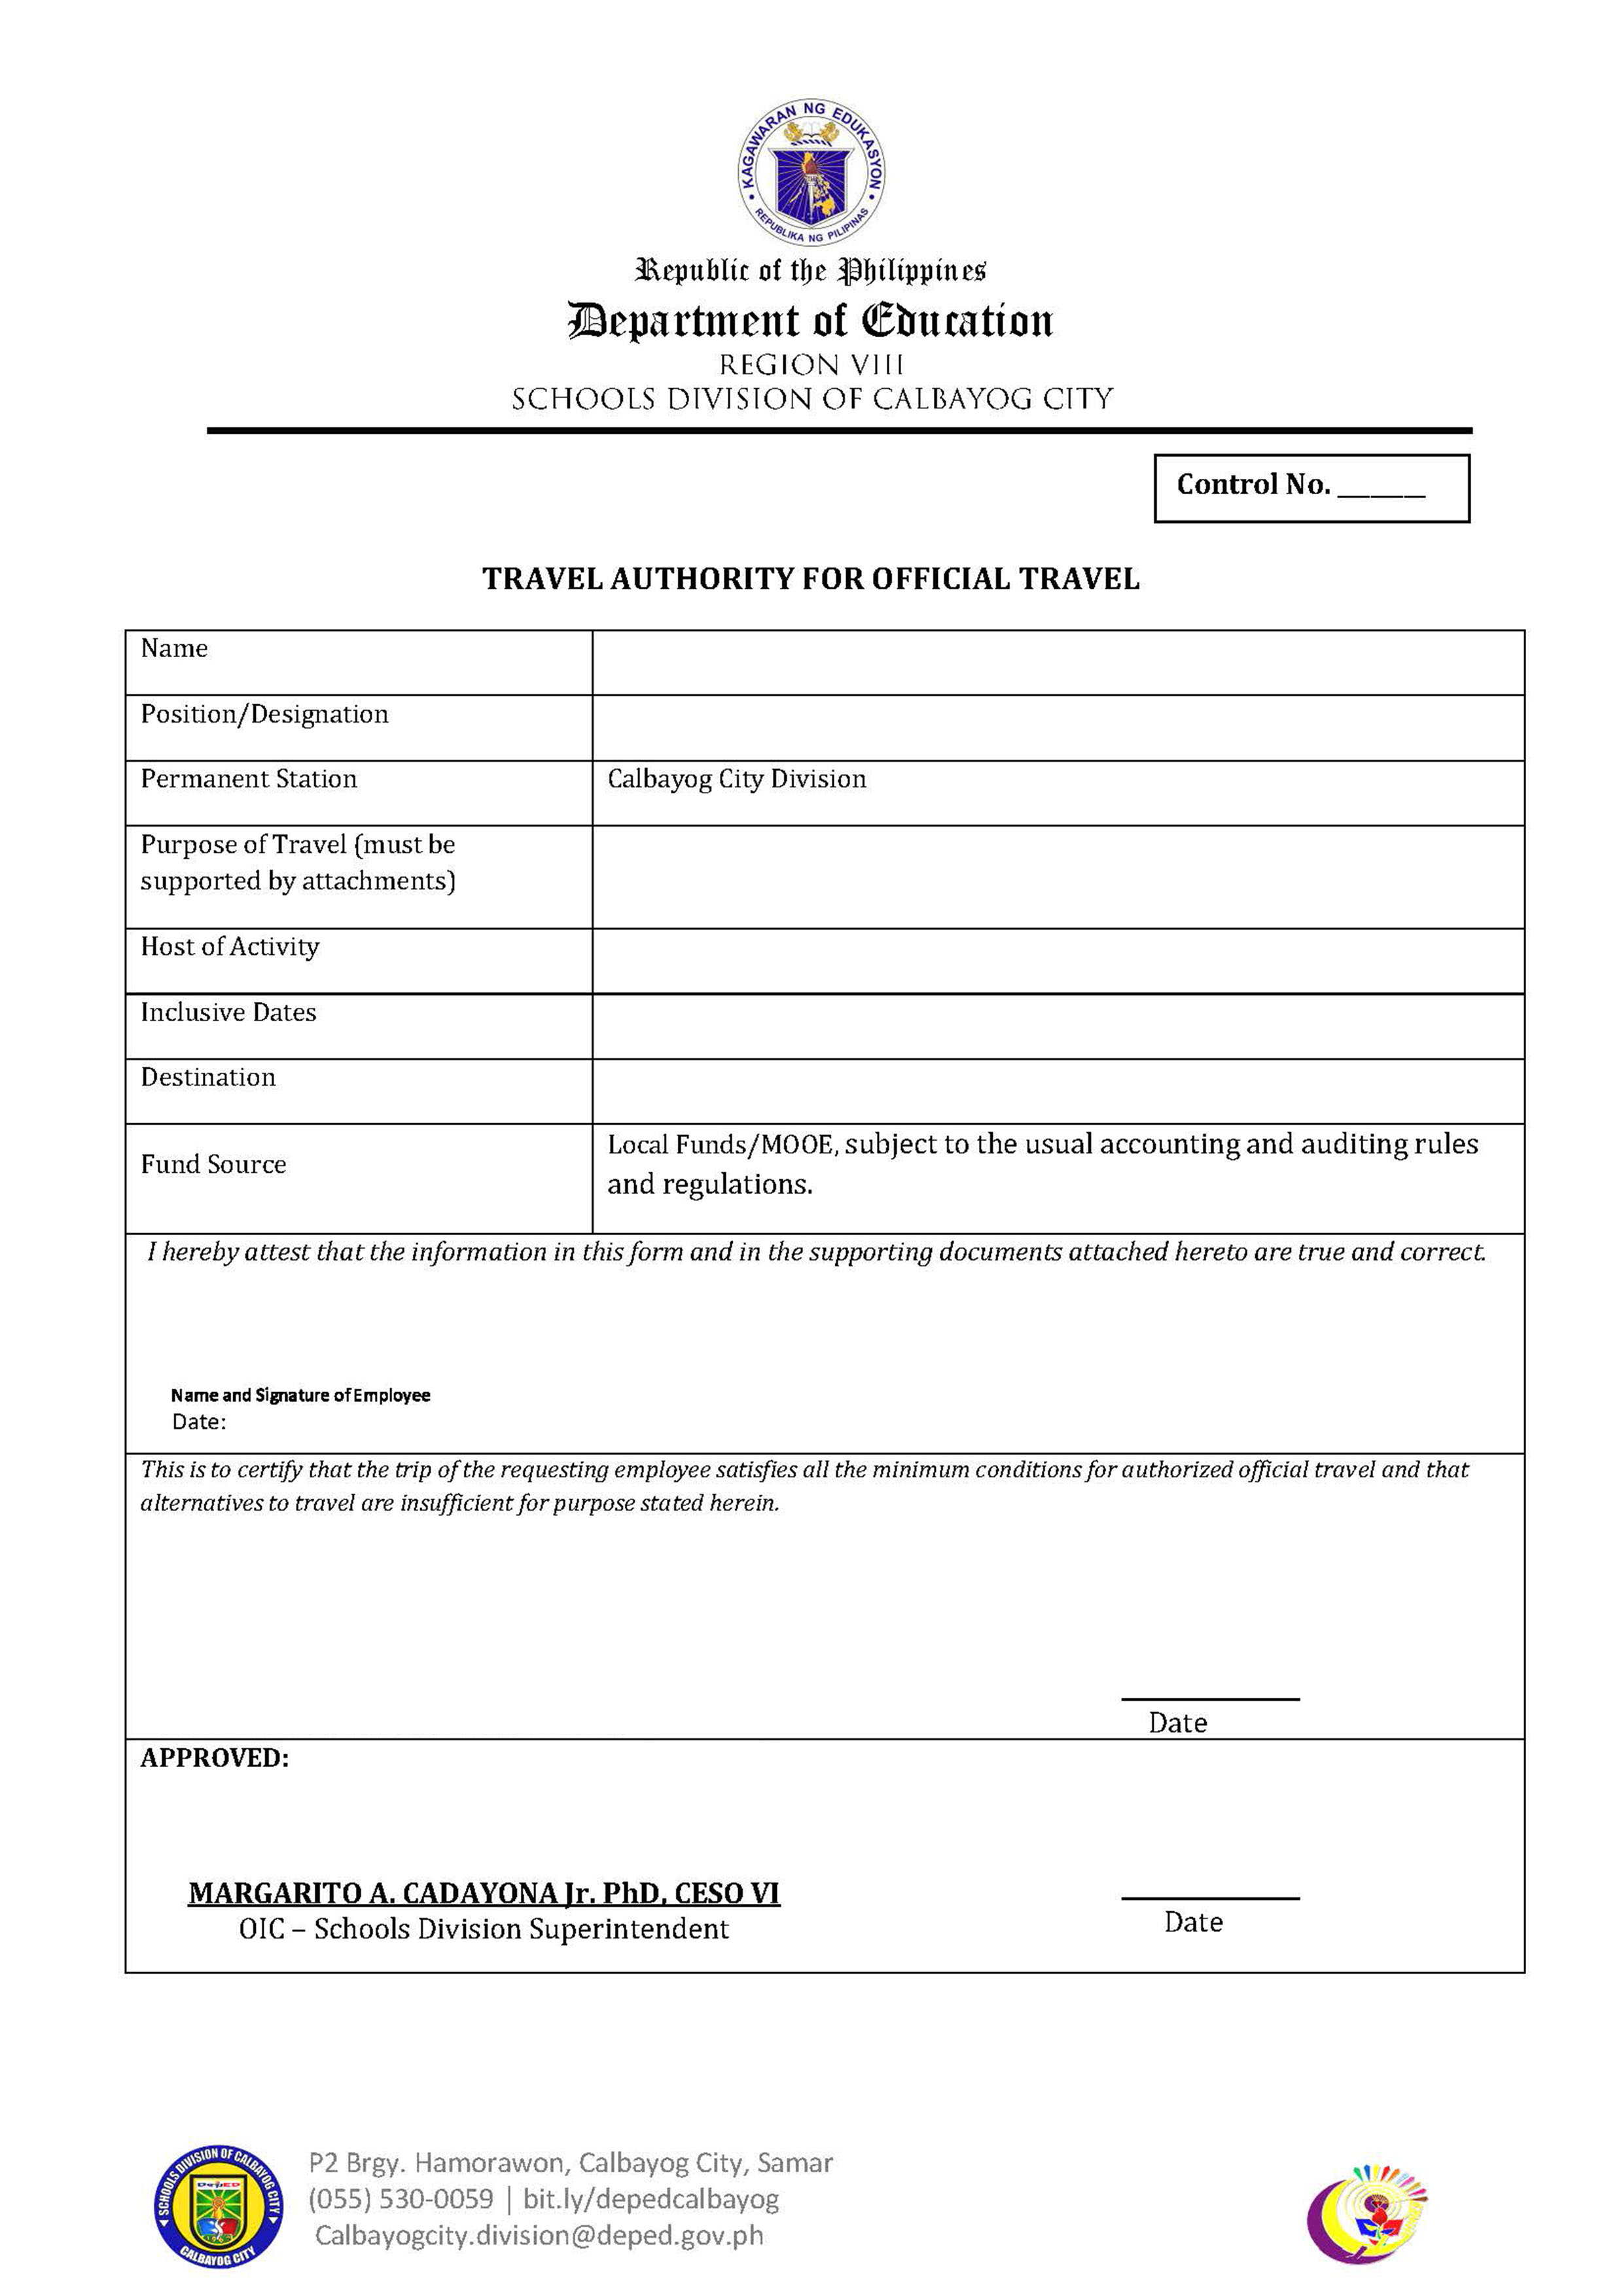 KAGAWARAN NG EDUKASYON
REPUBLIKA NG PILIPINAS
Republic of the Philippines
Department of Education
REGION VIII
SCHOOLS DIVISION OF CALBAYOG CITY
Control No. ______
TRAVEL AUTHORITY FOR OFFICIAL TRAVEL
Name
Position/Designation
Permanent Station
Calbayog City Division
Purpose of Travel (must be
supported by attachments)
Host of Activity
Inclusive Dates
Destination
Fund Source
Local Funds/MOOE, subject to the usual accounting and auditing rules
and regulations.
I hereby attest that the information in this form and in the supporting documents attached hereto are true and correct.
Name and Signature of Employee
Date:
This is to certify that the trip of the requesting employee satisfies all the minimum conditions for authorized official travel and that
alternatives to travel are insufficient for purpose stated herein.
Date
APPROVED:
MARGARITO A. CADAYONA Jr. PhD, CESO VI
OIC – Schools Division Superintendent
Date
SCHOOLS DIVISION OF CALBAYOG CITY
DepED
CALBAYOG CITY
P2 Brgy. Hamorawon, Calbayog City, Samar
(055) 530-0059 | bit.ly/depedcalbayog
Calbayogcity.division@deped.gov.ph